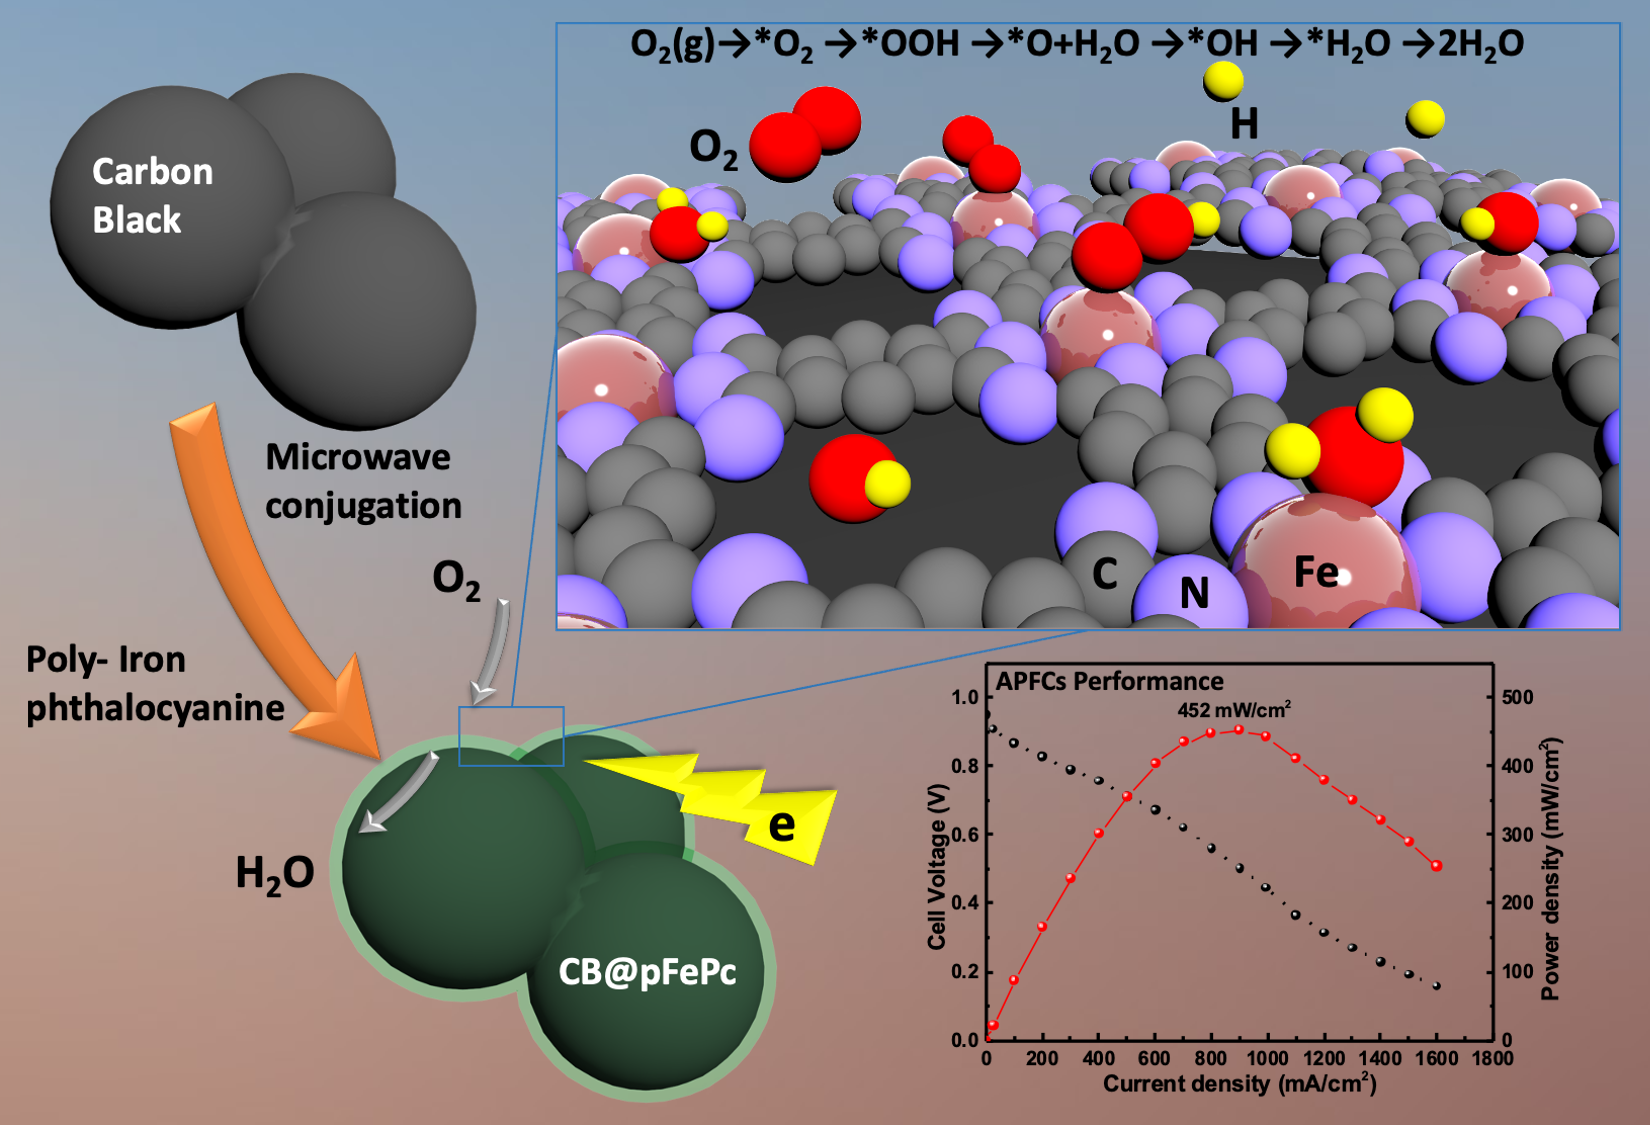 O₂(g)→*O₂ →*OOH →*O+H₂O →*OH →*H₂O →2H₂O
O₂
H
Carbon
Black
Microwave
conjugation
O₂
C
N
Fe
Poly- Iron
phthalocyanine
H₂O
e
CB@pFePc
APFCs Performance
452 mW/cm²
1.0
0.8
0.6
0.4
0.2
0.0
Cell Voltage (V)
500
400
300
200
100
0
Power density (mW/cm²)
0 200 400 600 800 1000 1200 1400 1600 1800
Current density (mA/cm²)